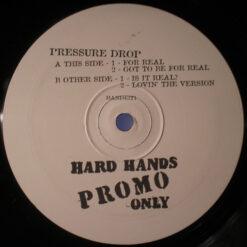 PRESSURE DROP
A THIS SIDE - 1 - FOR REAL
2 - GOT TO BE FOR REAL
B OTHER SIDE - 1 - IS IT REAL?
2 - LOVIN' THE VERSION
HARD HANDS
PROMO
ONLY